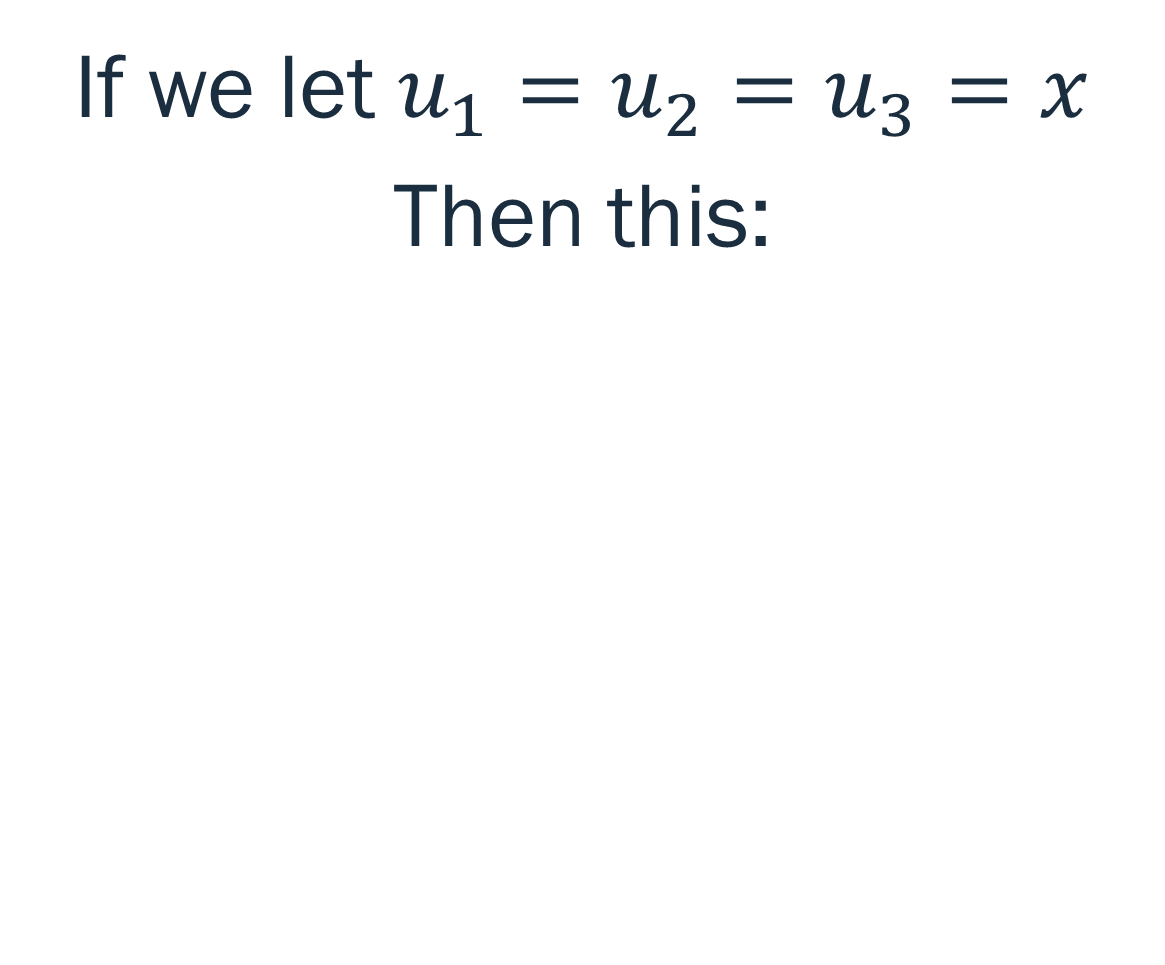 If we let 𝑢₁ = 𝑢₂ = 𝑢₃ = 𝑥
Then this: